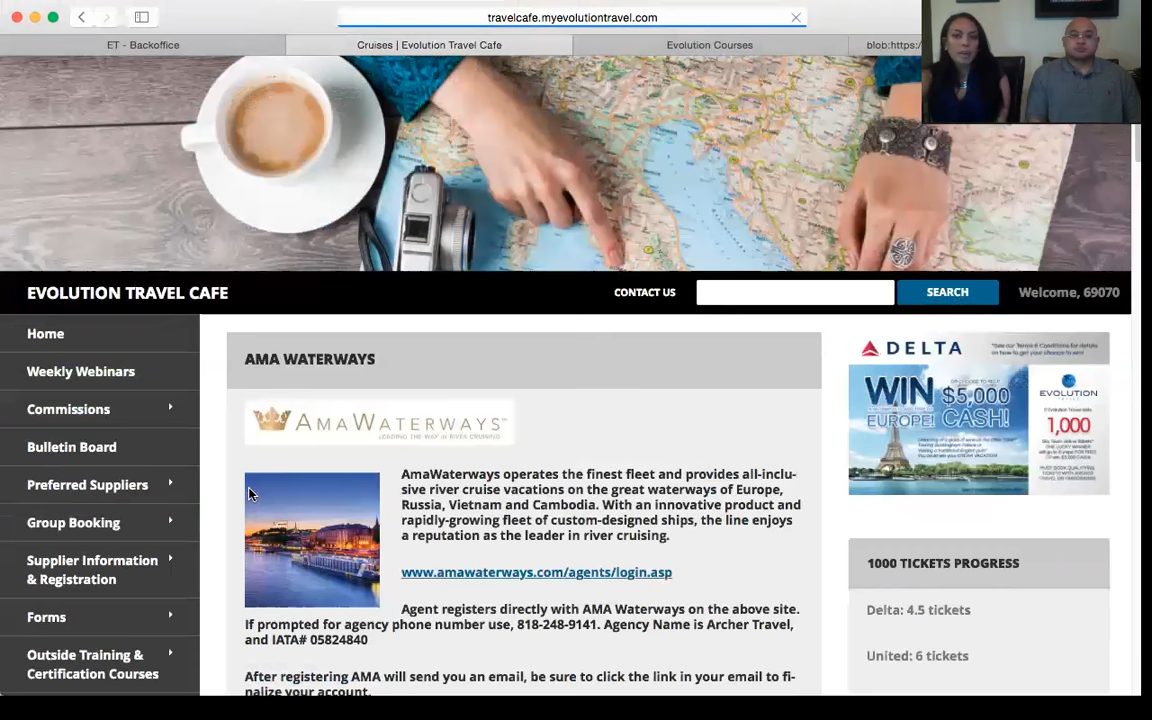 travelcafe.myevolutiontravel.com
ET - Backoffice
Cruises | Evolution Travel Cafe
Evolution Courses
blob:https:/
EVOLUTION TRAVEL CAFE
CONTACT US
SEARCH
Welcome, 69070
Home
Weekly Webinars
Commissions
Bulletin Board
Preferred Suppliers
Group Booking
Supplier Information
& Registration
Forms
Outside Training &
Certification Courses
AMA WATERWAYS
AMAWATERWAYS™
LEADING THE WAY IN RIVER CRUISING
AmaWaterways operates the finest fleet and provides all-inclu-
sive river cruise vacations on the great waterways of Europe,
Russia, Vietnam and Cambodia. With an innovative product and
rapidly-growing fleet of custom-designed ships, the line enjoys
a reputation as the leader in river cruising.
www.amawaterways.com/agents/login.asp
Agent registers directly with AMA Waterways on the above site.
If prompted for agency phone number use, 818-248-9141. Agency Name is Archer Travel,
and IATA# 05824840
After registering AMA will send you an email, be sure to click the link in your email to fi-
nalize your account.
DELTA
WIN
$5,000
EUROPE!
CASH!
EVOLUTION
1,000
1000 TICKETS PROGRESS
Delta: 4.5 tickets
United: 6 tickets